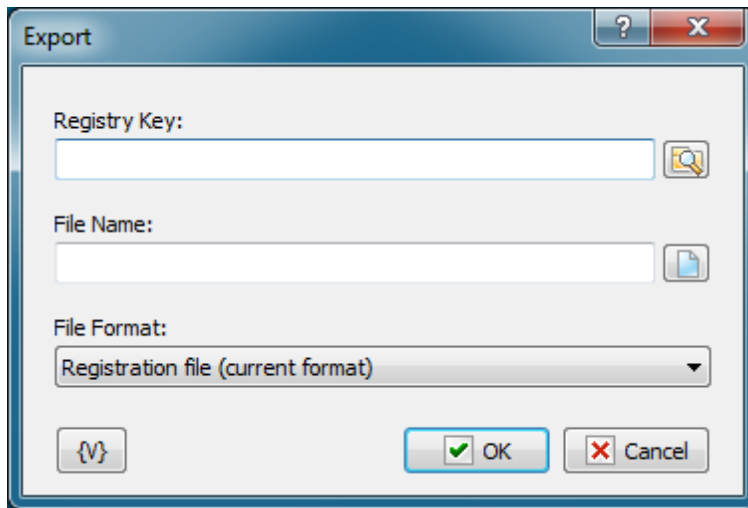 Export
?
Registry Key:
File Name:
File Format:
Registration file (current format)
{V}
OK
Cancel